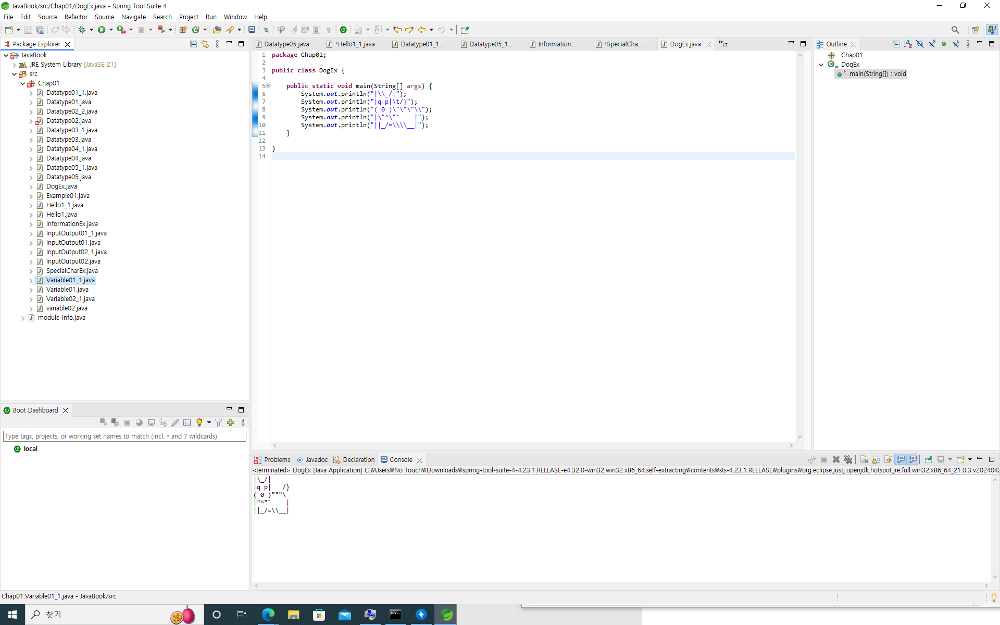 JavaBook/src/Chap01/DogEx.java - Spring Tool Suite 4
File Edit Source Refactor Source Navigate Search Project Run Window Help
Package Explorer
JavaBook
JRE System Library [JavaSE-21]
src
Chap01
Datatype01_1.java
Datatype01.java
Datatype02_2.java
Datatype02.java
Datatype03_1.java
Datatype03.java
Datatype04_1.java
Datatype04.java
Datatype05_1.java
Datatype05.java
DogEx.java
Example01.java
Hello1_1.java
Hello1.java
InformationEx.java
InputOutput01_1.java
InputOutput01.java
InputOutput02_1.java
InputOutput02.java
SpecialCharEx.java
Variable01_1.java
Variable01.java
Variable02_1.java
variable02.java
module-info.java
Datatype05.java *Hello1_1.java Datatype01_1... Datatype05_1... Information... *SpecialCha... DogEx.java »17
1 package Chap01;
2
3 public class DogEx {
4
5     public static void main(String[] args) {
6         System.out.println("|\\_/|");
7         System.out.println("|q p|\t/}");
8         System.out.println("( 0 )\"\"\"\\");
9         System.out.println("|\"^\"`    |");
10         System.out.println("||_/=\\\\__|");
11     }
12
13 }
14
Outline
Chap01
DogEx
main(String[]) : void
Boot Dashboard
Type tags, projects, or working set names to match (incl. * and ? wildcards)
local
Problems @ Javadoc Declaration Console
<terminated> DogEx [Java Application] C:₩Users₩No Touch₩Downloads₩spring-tool-suite-4-4.23.1.RELEASE-e4.32.0-win32.win32.x86_64.self-extracting₩contents₩sts-4.23.1.RELEASE₩plugins₩org.eclipse.justj.openjdk.hotspot.jre.full.win32.x86_64_21.0.3.v2024042
|\_/|
|q p|   /}
( 0 )"""\
|"^"`    |
||_/=\\__|
Chap01.Variable01_1.java - JavaBook/src
찾기